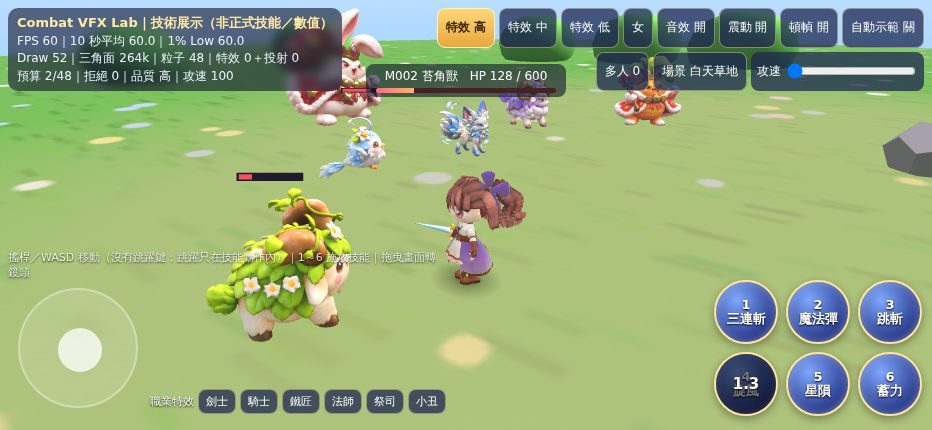 Combat VFX Lab | 技術展示（非正式技能／數值）
FPS 60 | 10 秒平均 60.0 | 1% Low 60.0
Draw 52 | 三角面 264k | 粒子 48 | 特效 0＋投射 0
預算 2/48 | 拒絕 0 | 品質 高 | 攻速 100
特效 高
特效 中
特效 低
女
音效 開
震動 開
頓幀 開
自動示範 關
多人 0
場景 白天草地
攻速
M002 苔角獸 HP 128 / 600
搖桿／WASD 移動（沒有跳躍鍵；跳躍只在技能動作內）| 1～6 施放技能 | 拖曳畫面轉
鏡頭
1
三連斬
2
魔法彈
3
跳斬
1.3
旋風
5
星隕
6
蓄力
職業特效
劍士
騎士
鐵匠
法師
祭司
小丑